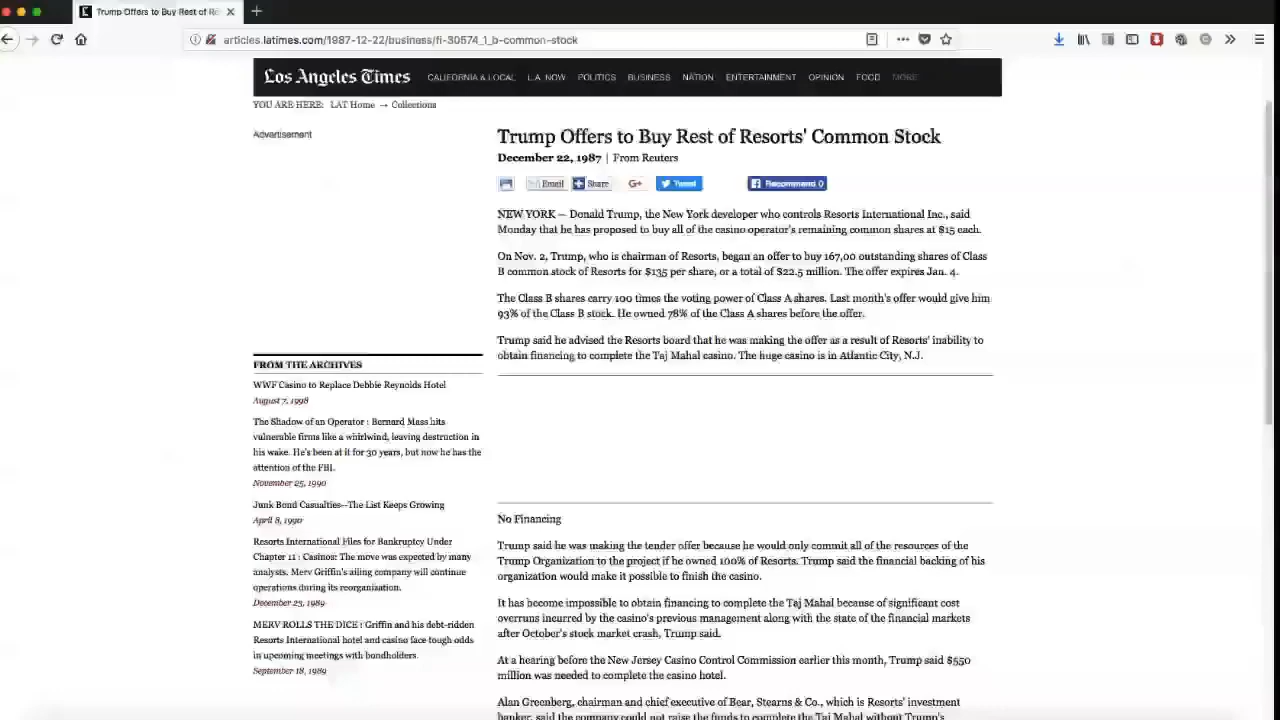 Trump Offers to Buy Rest of Re
articles.latimes.com/1987-12-22/business/fi-30574_1_b-common-stock
Los Angeles Times
CALIFORNIA & LOCAL L.A. NOW POLITICS BUSINESS NATION ENTERTAINMENT OPINION FOOD MORE
YOU ARE HERE: LAT Home → Collections
Advertisement
Trump Offers to Buy Rest of Resorts' Common Stock
December 22, 1987 | From Reuters
Email Share G+ Tweet Recommend 0
NEW YORK — Donald Trump, the New York developer who controls Resorts International Inc., said
Monday that he has proposed to buy all of the casino operator's remaining common shares at $15 each.
On Nov. 2, Trump, who is chairman of Resorts, began an offer to buy 167,00 outstanding shares of Class
B common stock of Resorts for $135 per share, or a total of $22.5 million. The offer expires Jan. 4.
The Class B shares carry 100 times the voting power of Class A shares. Last month's offer would give him
93% of the Class B stock. He owned 78% of the Class A shares before the offer.
Trump said he advised the Resorts board that he was making the offer as a result of Resorts' inability to
obtain financing to complete the Taj Mahal casino. The huge casino is in Atlantic City, N.J.
FROM THE ARCHIVES
WWF Casino to Replace Debbie Reynolds Hotel
August 7, 1998
The Shadow of an Operator : Bernard Mass hits
vulnerable firms like a whirlwind, leaving destruction in
his wake. He's been at it for 30 years, but now he has the
attention of the FBI.
November 25, 1990
Junk Bond Casualties--The List Keeps Growing
April 8, 1990
Resorts International Files for Bankruptcy Under
Chapter 11 : Casinos: The move was expected by many
analysts. Merv Griffin's ailing company will continue
operations during its reorganization.
December 23, 1989
MERV ROLLS THE DICE : Griffin and his debt-ridden
Resorts International hotel and casino face tough odds
in upcoming meetings with bondholders.
September 18, 1989
No Financing
Trump said he was making the tender offer because he would only commit all of the resources of the
Trump Organization to the project if he owned 100% of Resorts. Trump said the financial backing of his
organization would make it possible to finish the casino.
It has become impossible to obtain financing to complete the Taj Mahal because of significant cost
overruns incurred by the casino's previous management along with the state of the financial markets
after October's stock market crash, Trump said.
At a hearing before the New Jersey Casino Control Commission earlier this month, Trump said $550
million was needed to complete the casino hotel.
Alan Greenberg, chairman and chief executive of Bear, Stearns & Co., which is Resorts' investment
banker, said the company could not raise the funds to complete the Taj Mahal without Trump's